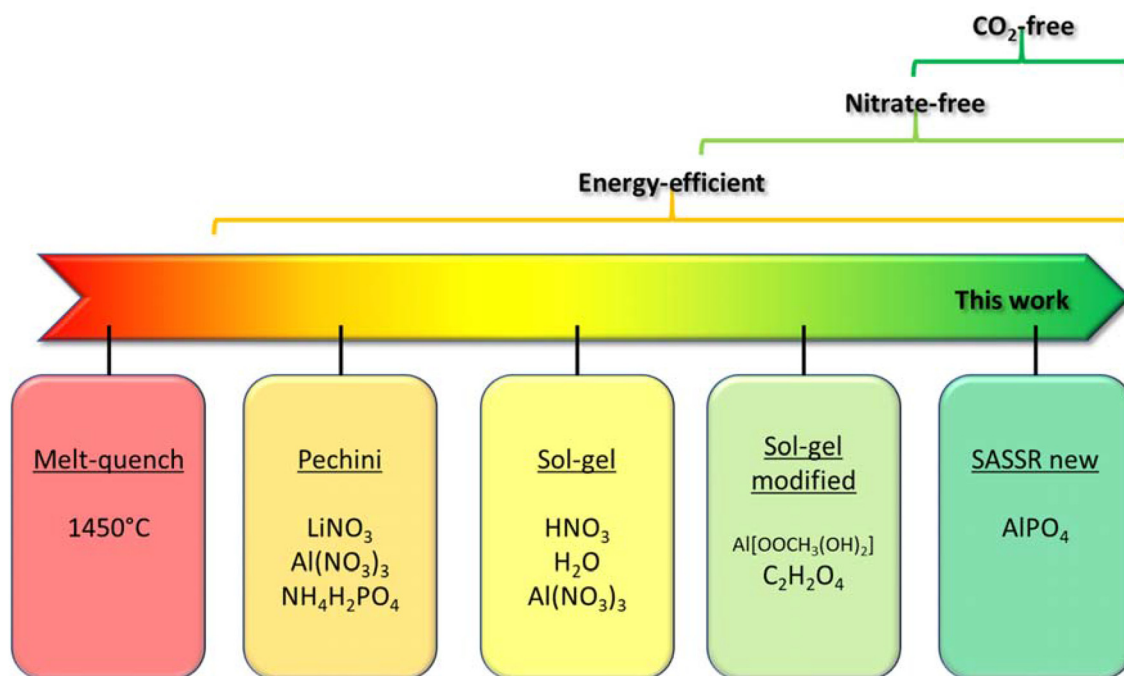 CO₂-free
Nitrate-free
Energy-efficient
This work
Melt-quench
1450°C
Pechini
LiNO₃
Al(NO₃)₃
NH₄H₂PO₄
Sol-gel
HNO₃
H₂O
Al(NO₃)₃
Sol-gel
modified
Al[OOCH₃(OH)₂]
C₂H₂O₄
SASSR new
AlPO₄